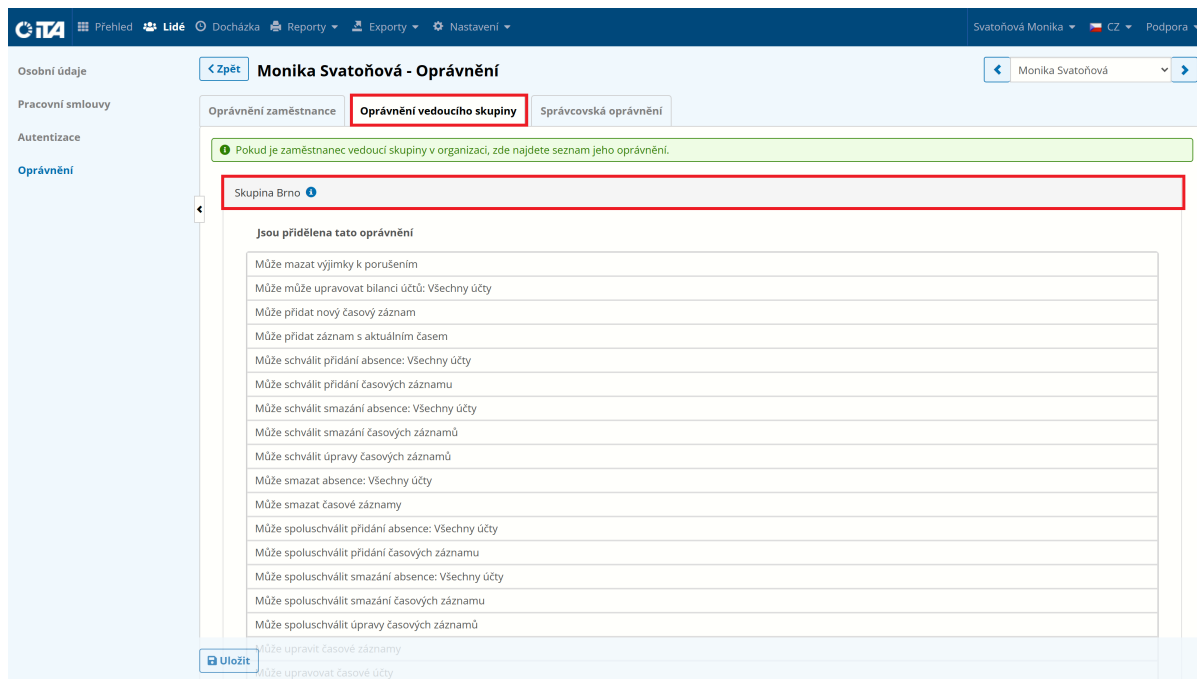 iTA Přehled Lidé Docházka Reporty Exporty Nastavení Svatoňová Monika CZ Podpora
Osobní údaje
Pracovní smlouvy
Autentizace
Oprávnění
Zpět Monika Svatoňová - Oprávnění Monika Svatoňová
Oprávnění zaměstnance Oprávnění vedoucího skupiny Správcovská oprávnění
Pokud je zaměstnanec vedoucí skupiny v organizaci, zde najdete seznam jeho oprávnění.
Skupina Brno
Jsou přidělena tato oprávnění
Může mazat výjimky k porušením
Může může upravovat bilanci účtů: Všechny účty
Může přidat nový časový záznam
Může přidat záznam s aktuálním časem
Může schválit přidání absence: Všechny účty
Může schválit přidání časových záznamu
Může schválit smazání absence: Všechny účty
Může schválit smazání časových záznamů
Může schválit úpravy časových záznamů
Může smazat absence: Všechny účty
Může smazat časové záznamy
Může spoluschválit přidání absence: Všechny účty
Může spoluschválit přidání časových záznamu
Může spoluschválit smazání absence: Všechny účty
Může spoluschválit smazání časových záznamu
Může spoluschválit úpravy časových záznamů
Může upravit časové záznamy
Uložit
Může upravovat časové účty